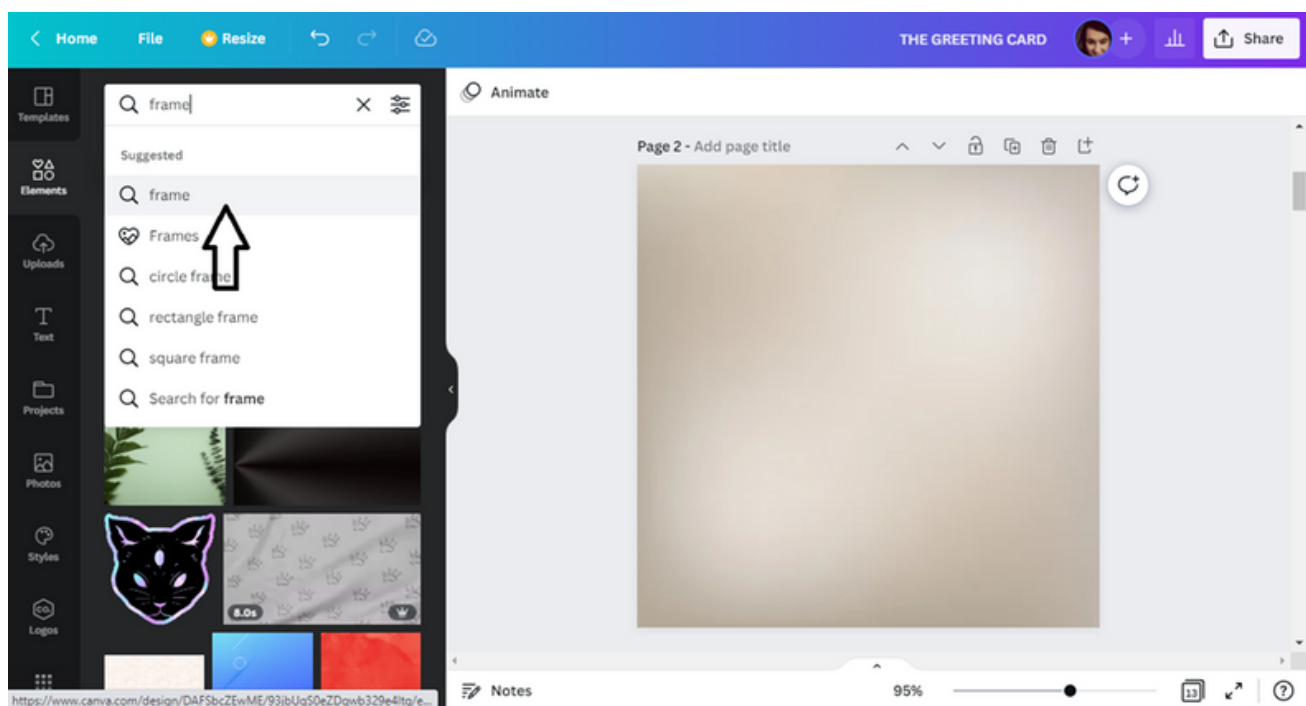 Home File Resize THE GREETING CARD + Share
Templates
Elements
Uploads
Text
Projects
Photos
Styles
CO.
Logos
frame
Suggested
frame
Frames
circle frame
rectangle frame
square frame
Search for frame
8.0s
Animate
Page 2 - Add page title
Notes 95% 13 ?
https://www.canva.com/design/DAFSbcZEwME/93jbUgS0eZDqwb329e4ltg/e...